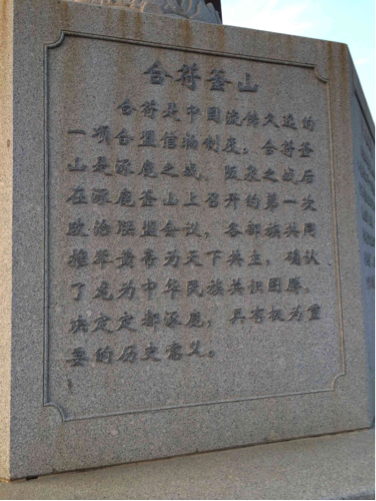 合符釜山
合符是中国流传久远的
一项合盟信物制度；合符釜
山是涿鹿之战、阪泉之战后
在涿鹿釜山上召开的第一次
政治联盟会议，各部族共同
推举黄帝为天下共主，确认
了龙为中华民族共识图腾，
决定定都涿鹿，具有极为重
要的历史意义。